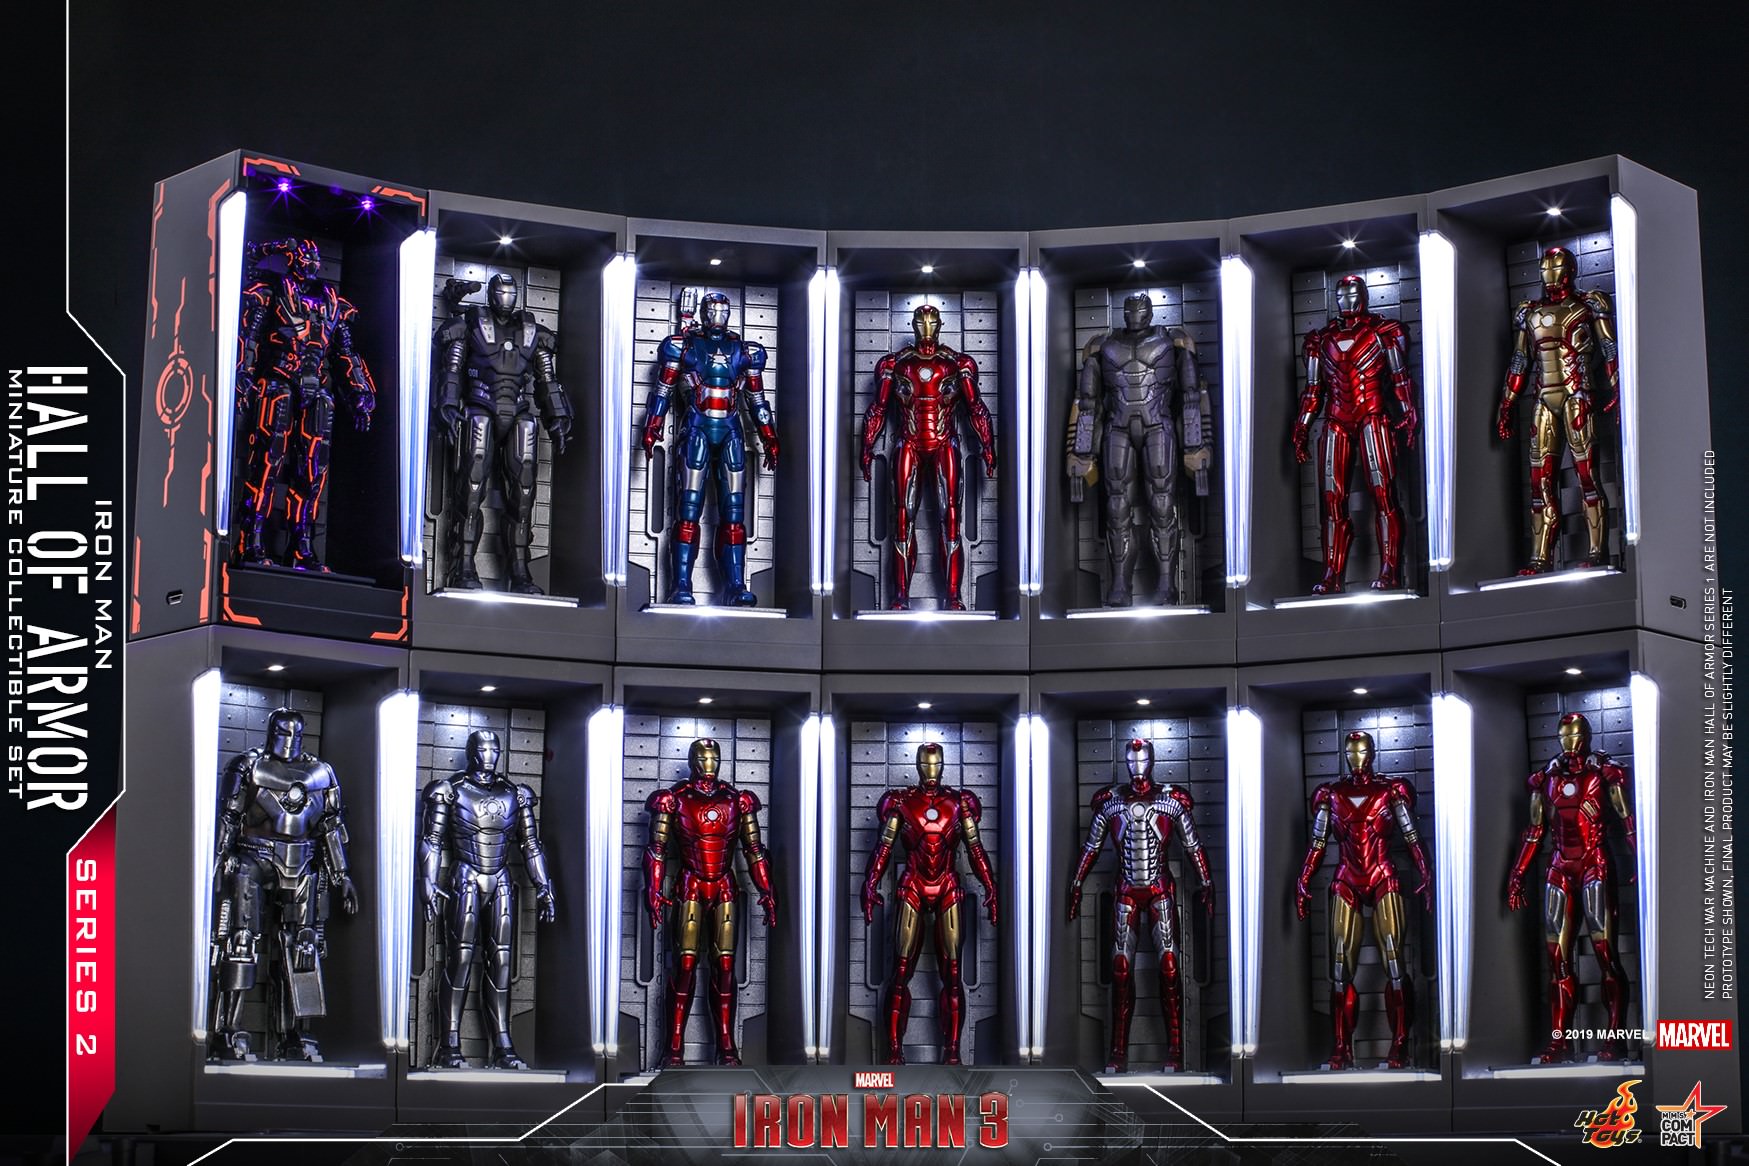 IRON MAN
HALL OF ARMOR
MINIATURE COLLECTIBLE SET
SERIES 2
NEON TECH WAR MACHINE AND IRON MAN HALL OF ARMOR SERIES 1 ARE NOT INCLUDED
PROTOTYPE SHOWN, FINAL PRODUCT MAY BE SLIGHTLY DIFFERENT
© 2019 MARVEL
MARVEL
MARVEL
IRON MAN 3
Hot Toys
M.M.S
COM
PACT